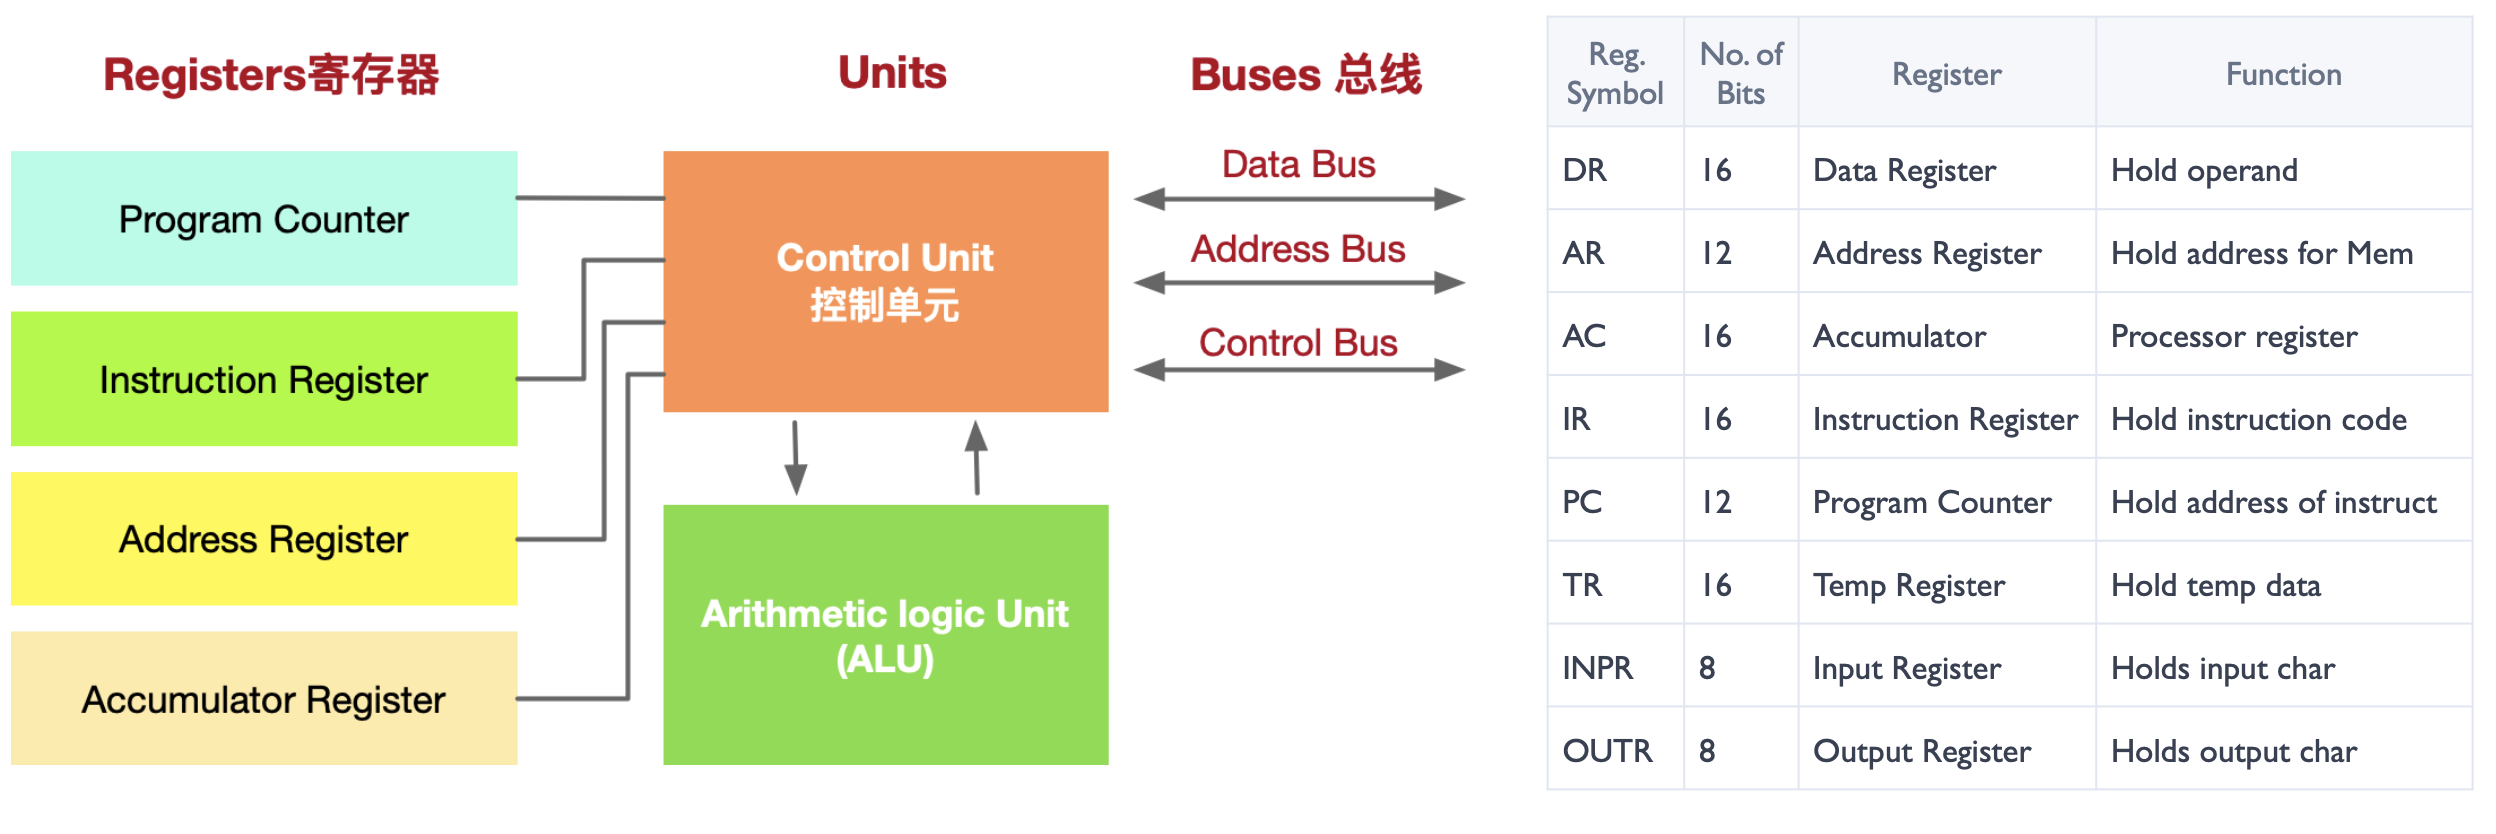 Registers寄存器
Units
Buses 总线
Program Counter
Instruction Register
Address Register
Accumulator Register
Control Unit
控制单元
Arithmetic logic Unit
(ALU)
Data Bus
Address Bus
Control Bus
Reg. Symbol No. of Bits Register Function
DR 16 Data Register Hold operand
AR 12 Address Register Hold address for Mem
AC 16 Accumulator Processor register
IR 16 Instruction Register Hold instruction code
PC 12 Program Counter Hold address of instruct
TR 16 Temp Register Hold temp data
INPR 8 Input Register Holds input char
OUTR 8 Output Register Holds output char